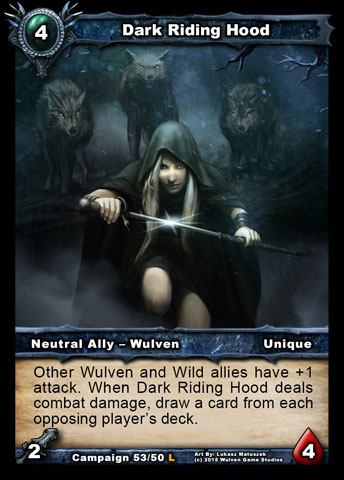 4
Dark Riding Hood
Neutral Ally – Wulven Unique
Other Wulven and Wild allies have +1
attack. When Dark Riding Hood deals
combat damage, draw a card from each
opposing player's deck.
2
Campaign 53/50 L
Art By: Lukasz Matuszek
(c) 2015 Wulven Game Studios
4